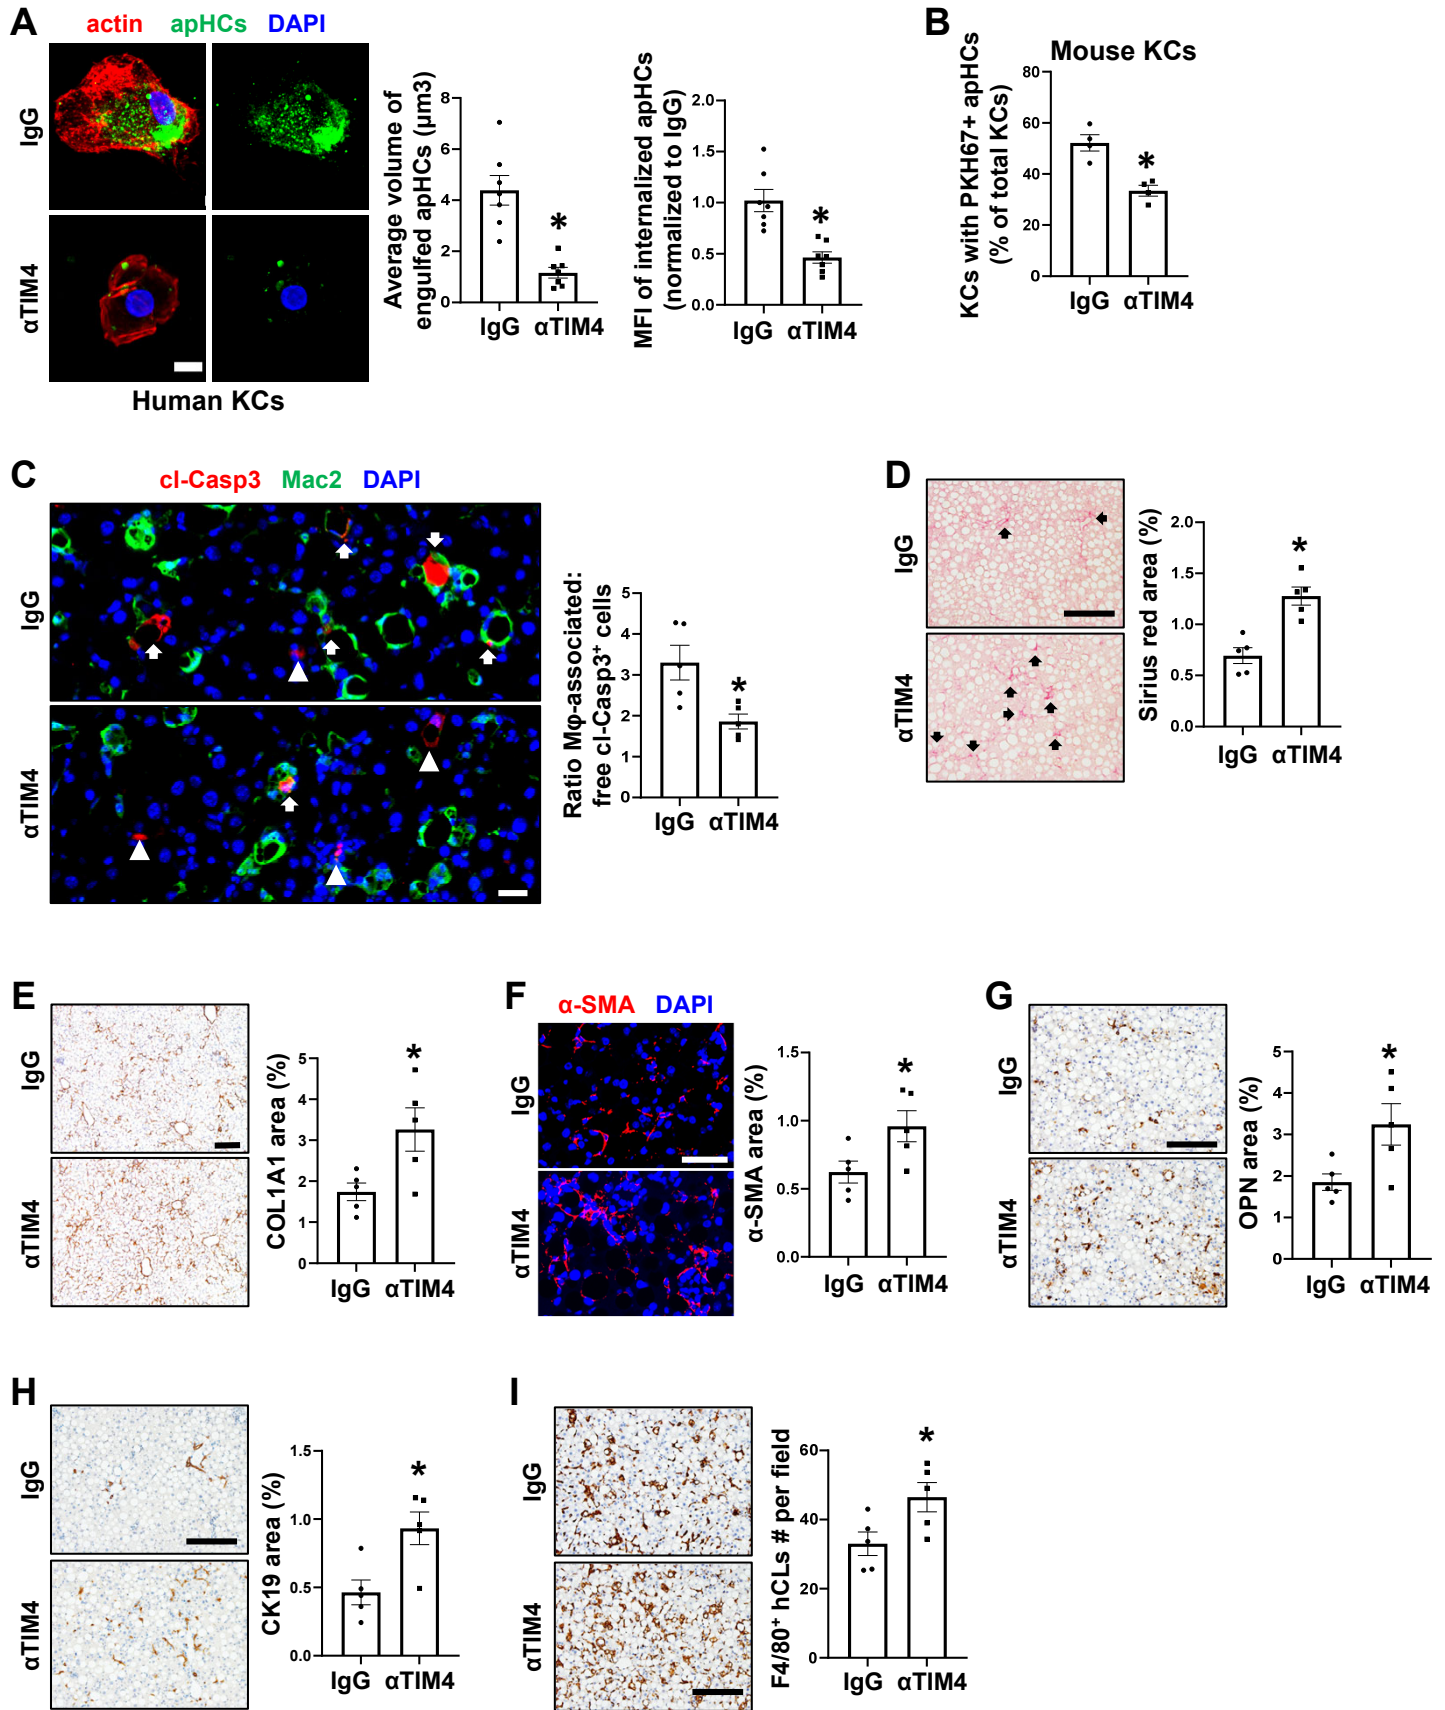 A
actin apHCs DAPI
IgG
αTIM4
Human KCs
Average volume of
engulfed apHCs (µm3)
8
6
4
2
0
IgG αTIM4
MFI of internalized apHCs
(normalized to IgG)
2.0
1.5
1.0
0.5
0.0
*
*
IgG αTIM4
B
Mouse KCs
KCs with PKH67+ apHCs
(% of total KCs)
80
60
40
20
0
*
IgG αTIM4
C
cl-Casp3 Mac2 DAPI
IgG
αTIM4
Ratio Mφ-associated:
free cl-Casp3⁺ cells
5
4
3
2
1
0
*
IgG αTIM4
D
IgG
αTIM4
Sirius red area (%)
2.0
1.5
1.0
0.5
0.0
*
IgG αTIM4
E
IgG
αTIM4
COL1A1 area (%)
5
4
3
2
1
0
*
IgG αTIM4
F
α-SMA DAPI
IgG
αTIM4
α-SMA area (%)
1.5
1.0
0.5
0.0
*
IgG αTIM4
G
IgG
αTIM4
OPN area (%)
5
4
3
2
1
0
*
IgG αTIM4
H
IgG
αTIM4
CK19 area (%)
1.5
1.0
0.5
0.0
*
IgG αTIM4
I
IgG
αTIM4
F4/80⁺ hCLs # per field
60
40
20
0
*
IgG αTIM4